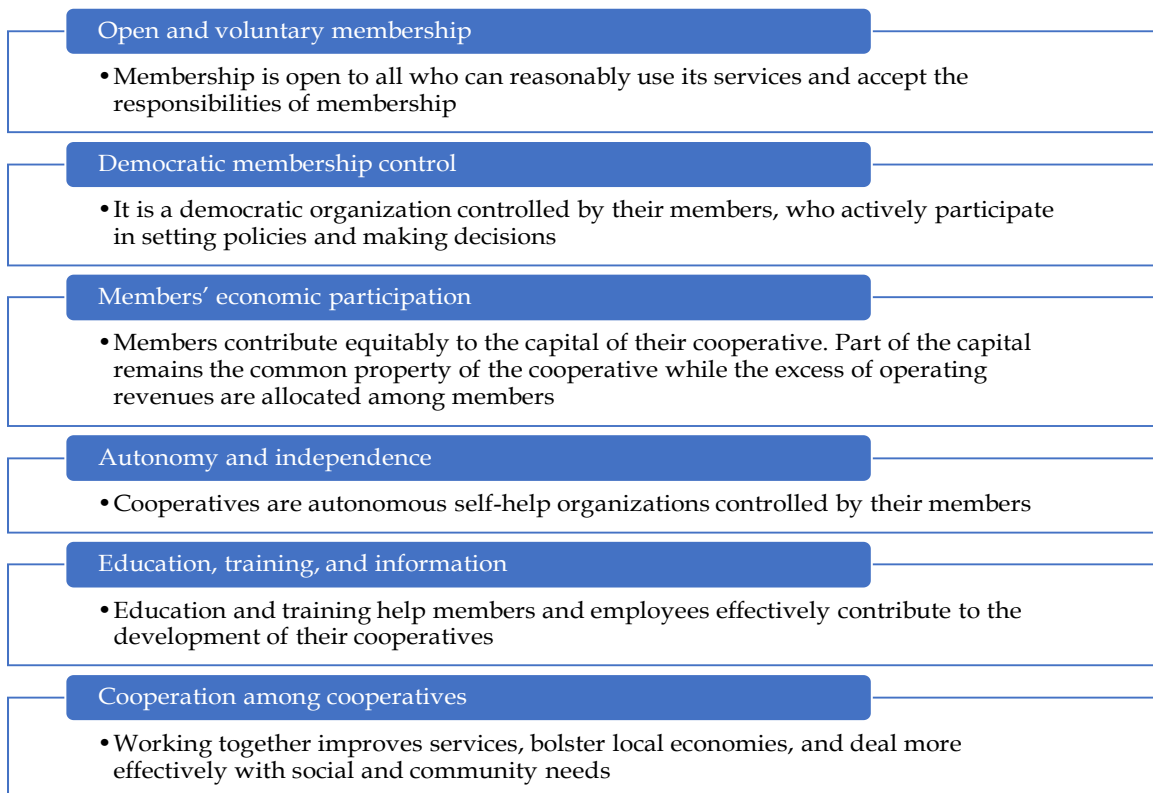 Open and voluntary membership
•Membership is open to all who can reasonably use its services and accept the
responsibilities of membership
Democratic membership control
•It is a democratic organization controlled by their members, who actively participate
in setting policies and making decisions
Members’ economic participation
•Members contribute equitably to the capital of their cooperative. Part of the capital
remains the common property of the cooperative while the excess of operating
revenues are allocated among members
Autonomy and independence
•Cooperatives are autonomous self-help organizations controlled by their members
Education, training, and information
•Education and training help members and employees effectively contribute to the
development of their cooperatives
Cooperation among cooperatives
•Working together improves services, bolster local economies, and deal more
effectively with social and community needs